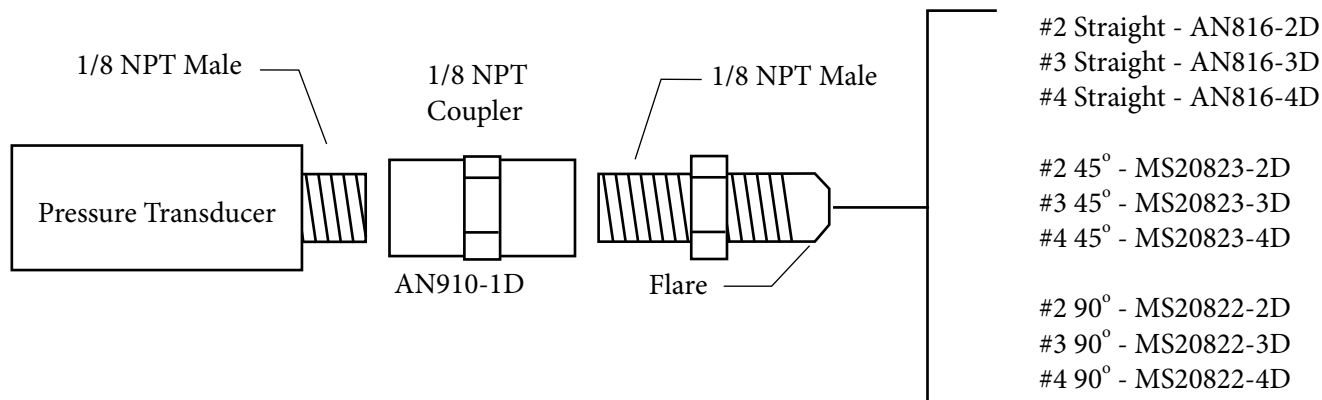 1/8 NPT Male
1/8 NPT
Coupler
1/8 NPT Male
Pressure Transducer
AN910-1D
Flare
#2 Straight - AN816-2D
#3 Straight - AN816-3D
#4 Straight - AN816-4D
#2 45° - MS20823-2D
#3 45° - MS20823-3D
#4 45° - MS20823-4D
#2 90° - MS20822-2D
#3 90° - MS20822-3D
#4 90° - MS20822-4D